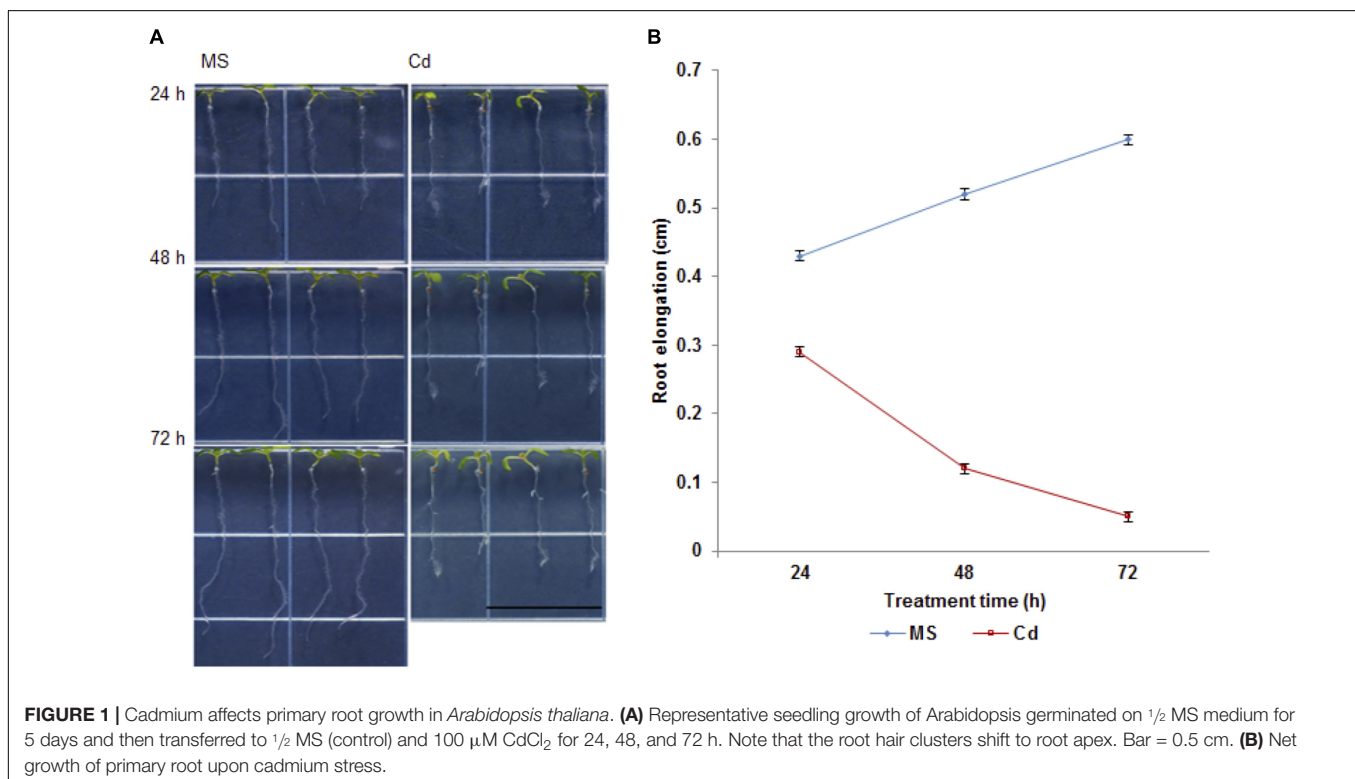 A
MS Cd
24 h
48 h
72 h
B
0.7
0.6
0.5
0.4
0.3
0.2
0.1
0
Root elongation (cm)
24 48 72
Treatment time (h)
MS Cd
FIGURE 1 | Cadmium affects primary root growth in Arabidopsis thaliana. (A) Representative seedling growth of Arabidopsis germinated on 1/2 MS medium for
5 days and then transferred to 1/2 MS (control) and 100 μM CdCl₂ for 24, 48, and 72 h. Note that the root hair clusters shift to root apex. Bar = 0.5 cm. (B) Net
growth of primary root upon cadmium stress.